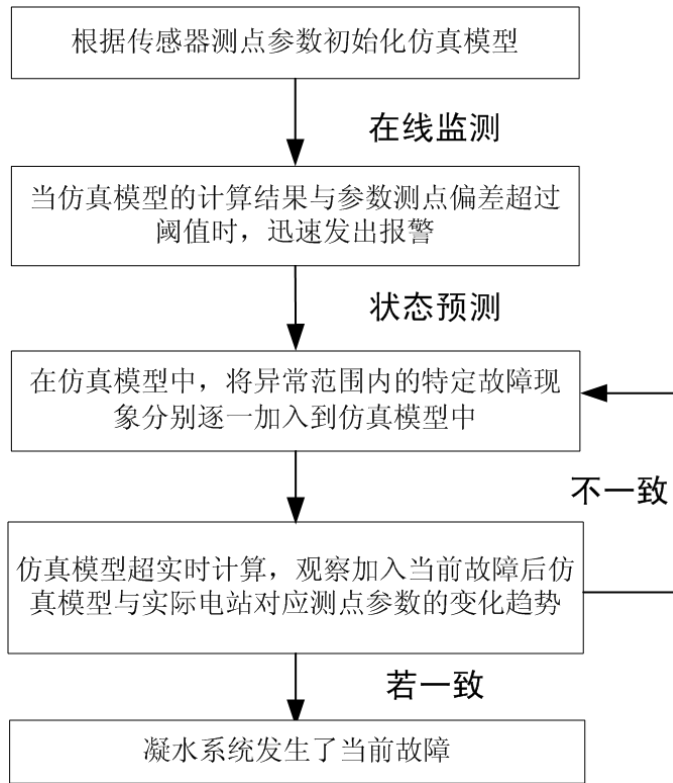 根据传感器测点参数初始化仿真模型
在线监测
当仿真模型的计算结果与参数测点偏差超过
阈值时，迅速发出报警
状态预测
在仿真模型中，将异常范围内的特定故障现
象分别逐一加入到仿真模型中
不一致
仿真模型超实时计算，观察加入当前故障后仿
真模型与实际电站对应测点参数的变化趋势
若一致
凝水系统发生了当前故障